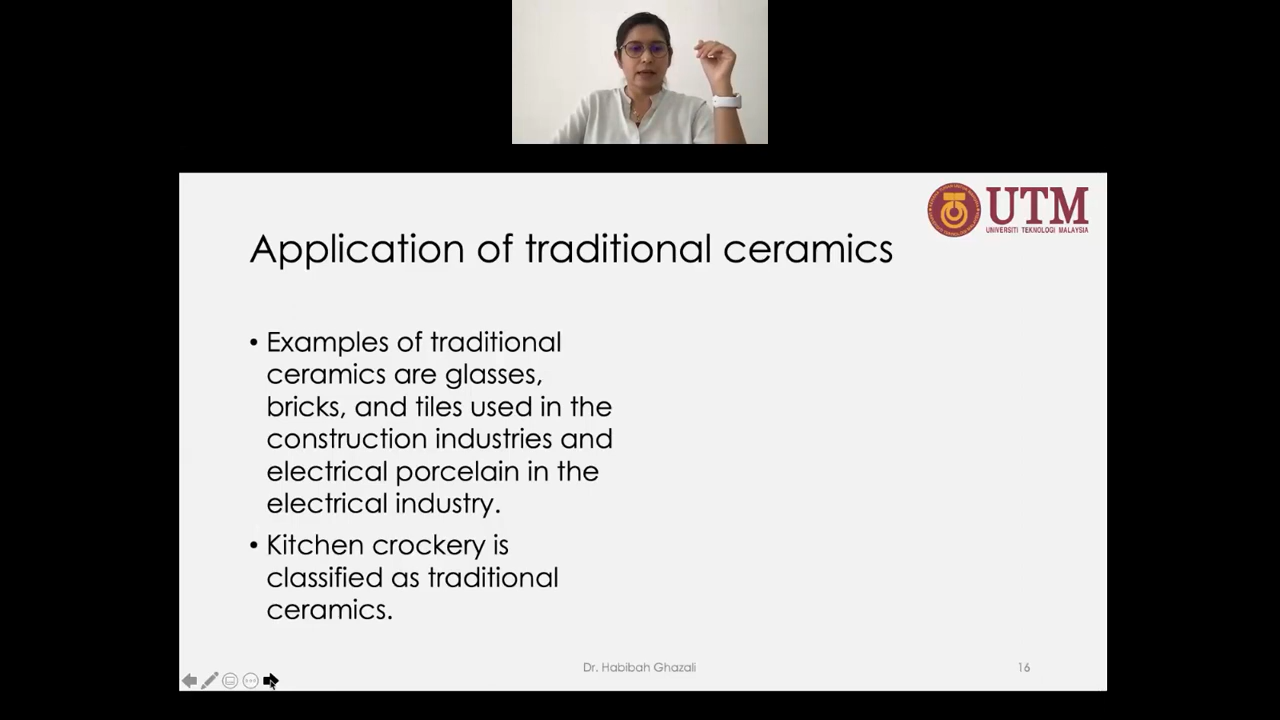 UTM
UNIVERSITI TEKNOLOGI MALAYSIA
Application of traditional ceramics
• Examples of traditional
ceramics are glasses,
bricks, and tiles used in the
construction industries and
electrical porcelain in the
electrical industry.
• Kitchen crockery is
classified as traditional
ceramics.
Dr. Habibah Ghazali
16